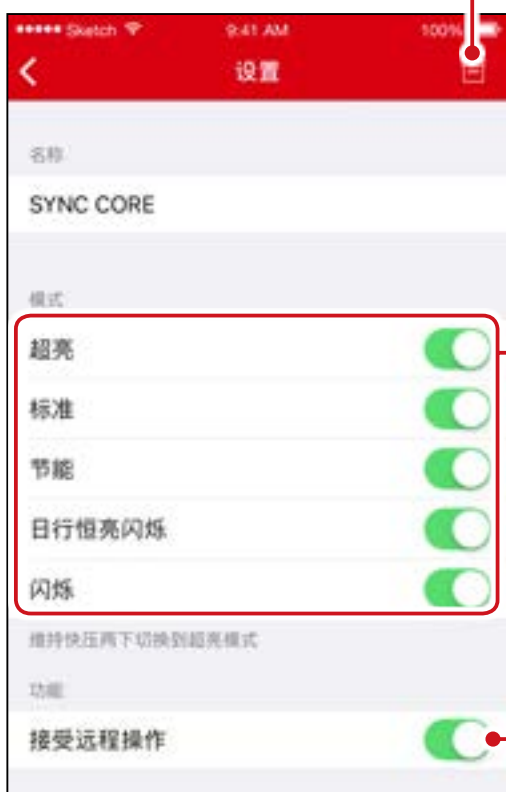 Sketch 9:41 AM 100%
设置
名称
SYNC CORE
模式
超亮
标准
节能
日行恒亮闪烁
闪烁
维持快压两下切换到超亮模式
功能
接受远程操作